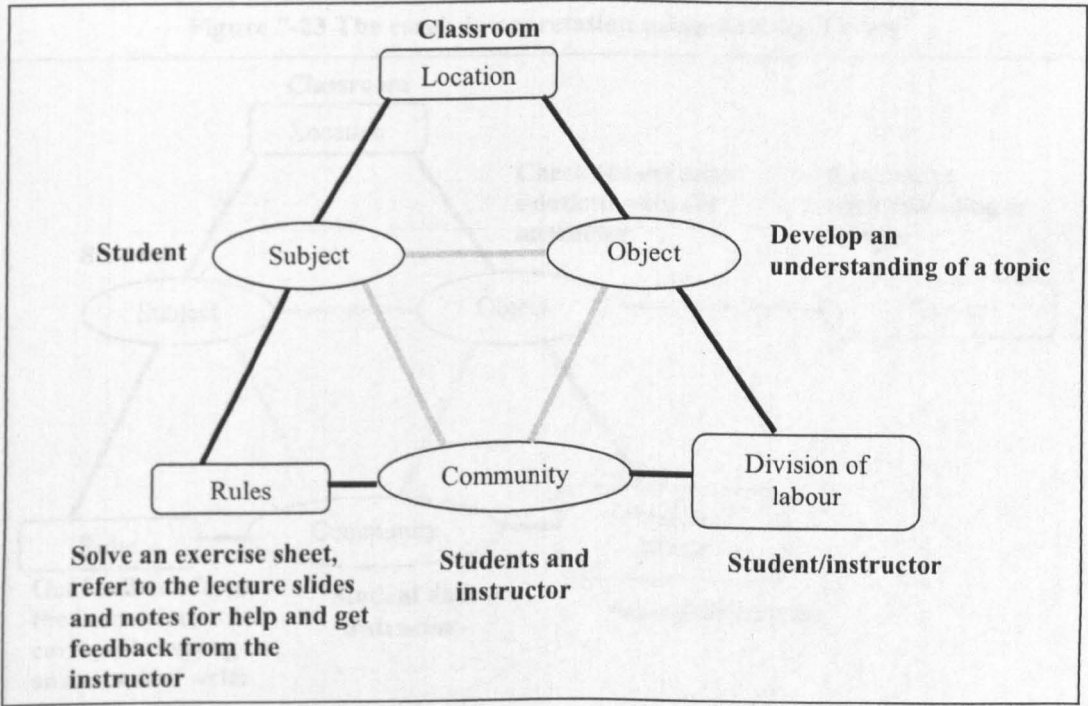 Classroom
Location
Student
Subject
Object
Develop an
understanding of a topic
Rules
Community
Division of
labour
Solve an exercise sheet,
refer to the lecture slides
and notes for help and get
feedback from the
instructor
Students and
instructor
Student/instructor